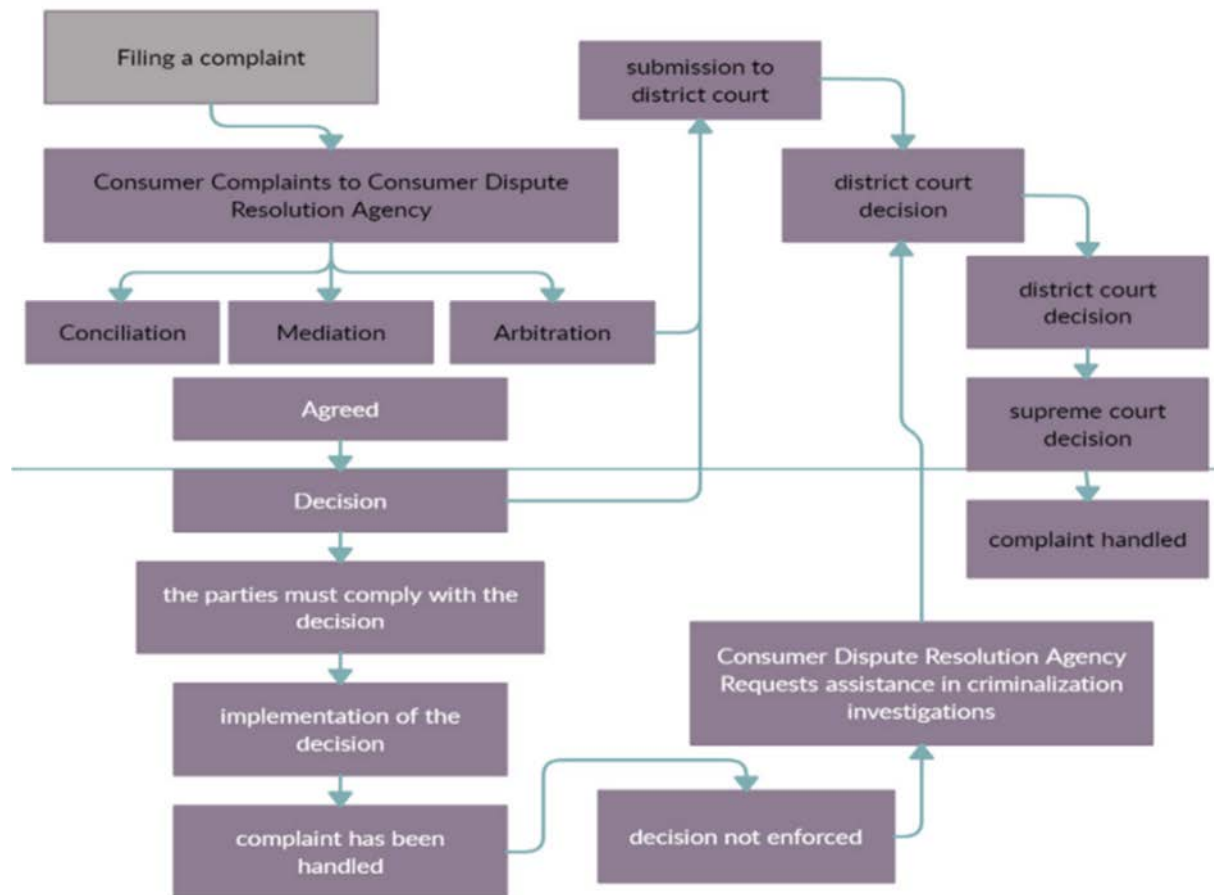 Filing a complaint
Consumer Complaints to Consumer Dispute
Resolution Agency
Conciliation
Mediation
Arbitration
Agreed
Decision
the parties must comply with the
decision
implementation of the
decision
complaint has been
handled
decision not enforced
Consumer Dispute Resolution Agency
Requests assistance in criminalization
investigations
submission to
district court
district court
decision
district court
decision
supreme court
decision
complaint handled